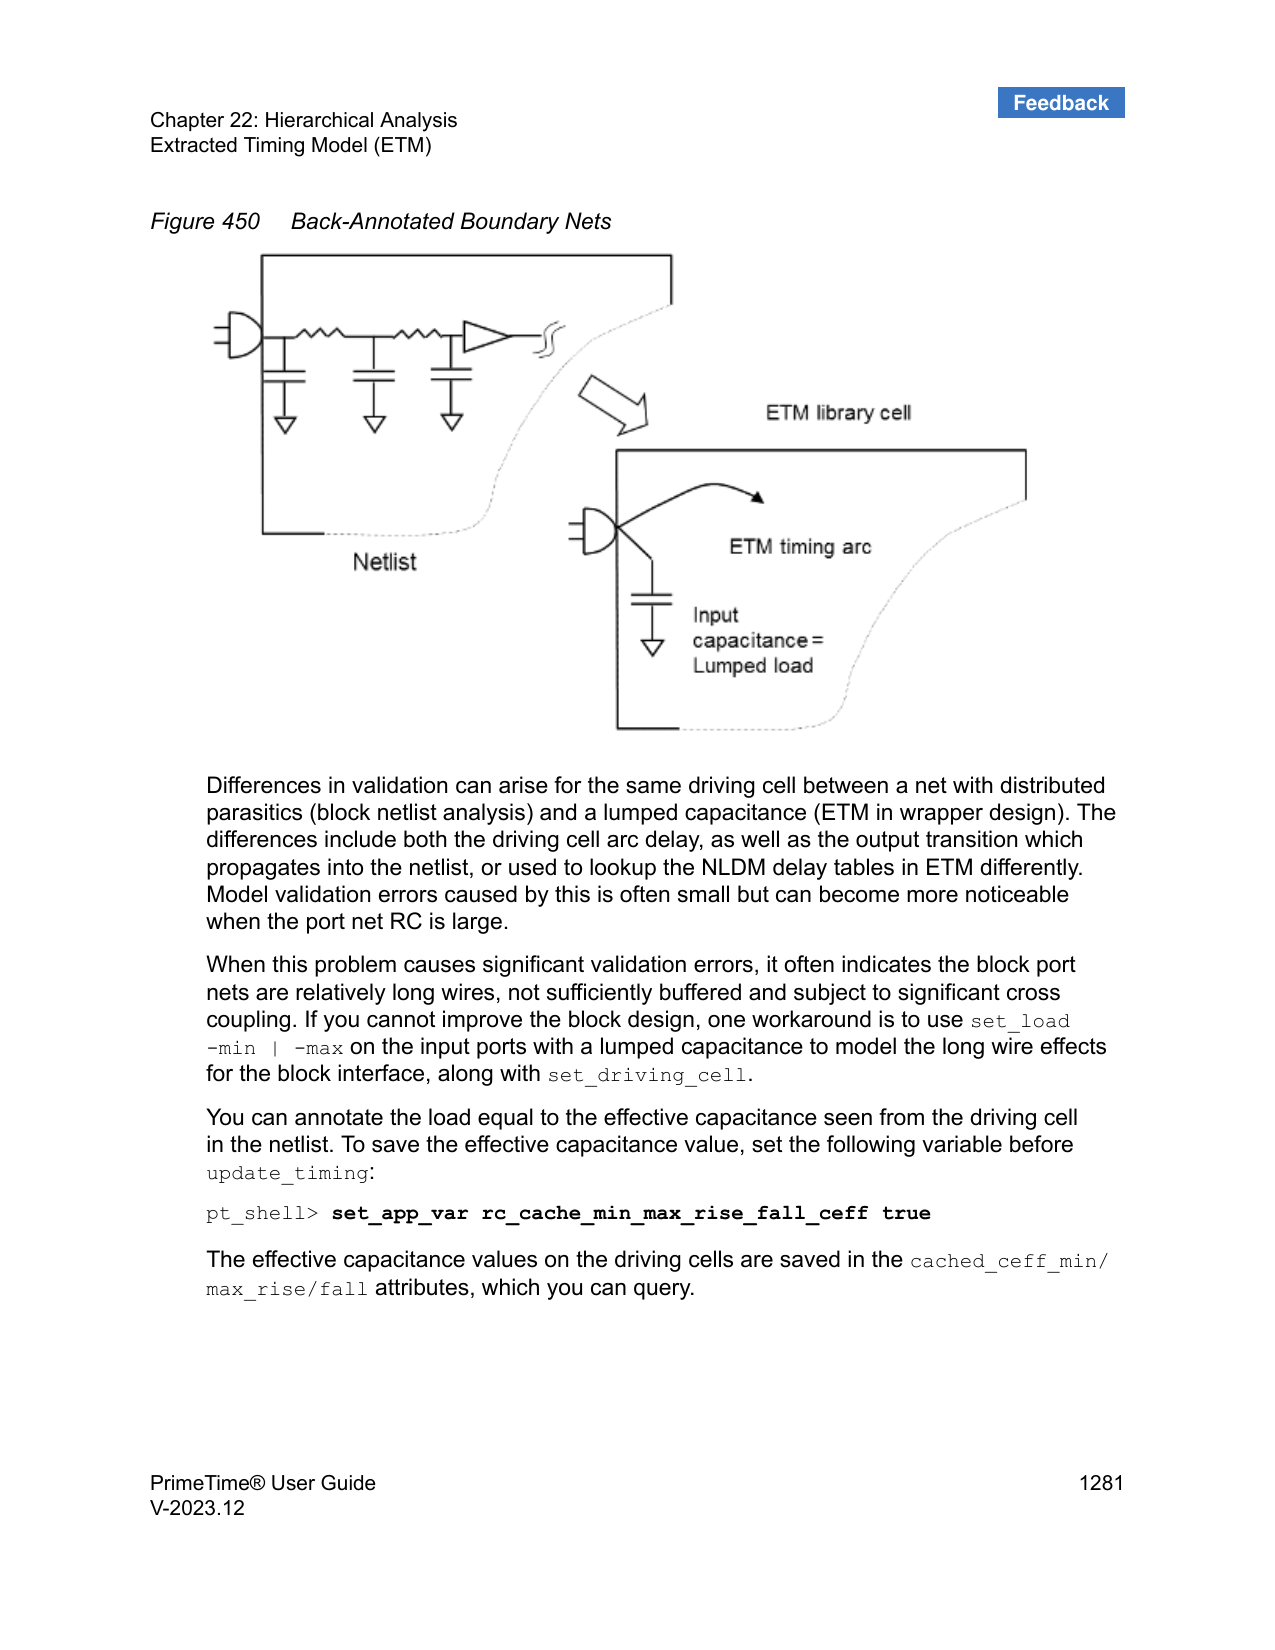 Feedback
Chapter 22: Hierarchical Analysis
Extracted Timing Model (ETM)
Figure 450 Back-Annotated Boundary Nets
ETM library cell
ETM timing arc
Netlist
Input
capacitance =
Lumped load
Differences in validation can arise for the same driving cell between a net with distributed
parasitics (block netlist analysis) and a lumped capacitance (ETM in wrapper design). The
differences include both the driving cell arc delay, as well as the output transition which
propagates into the netlist, or used to lookup the NLDM delay tables in ETM differently.
Model validation errors caused by this is often small but can become more noticeable
when the port net RC is large.
When this problem causes significant validation errors, it often indicates the block port
nets are relatively long wires, not sufficiently buffered and subject to significant cross
coupling. If you cannot improve the block design, one workaround is to use set_load
-min | -max on the input ports with a lumped capacitance to model the long wire effects
for the block interface, along with set_driving_cell.
You can annotate the load equal to the effective capacitance seen from the driving cell
in the netlist. To save the effective capacitance value, set the following variable before
update_timing:
pt_shell> set_app_var rc_cache_min_max_rise_fall_ceff true
The effective capacitance values on the driving cells are saved in the cached_ceff_min/
max_rise/fall attributes, which you can query.
PrimeTime® User Guide
V-2023.12
1281